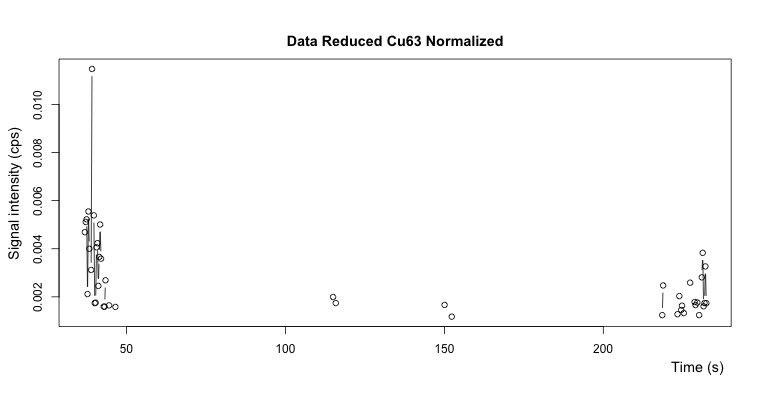 Data Reduced Cu63 Normalized
Signal intensity (cps)
0.010
0.008
0.006
0.004
0.002
50 100 150 200
Time (s)